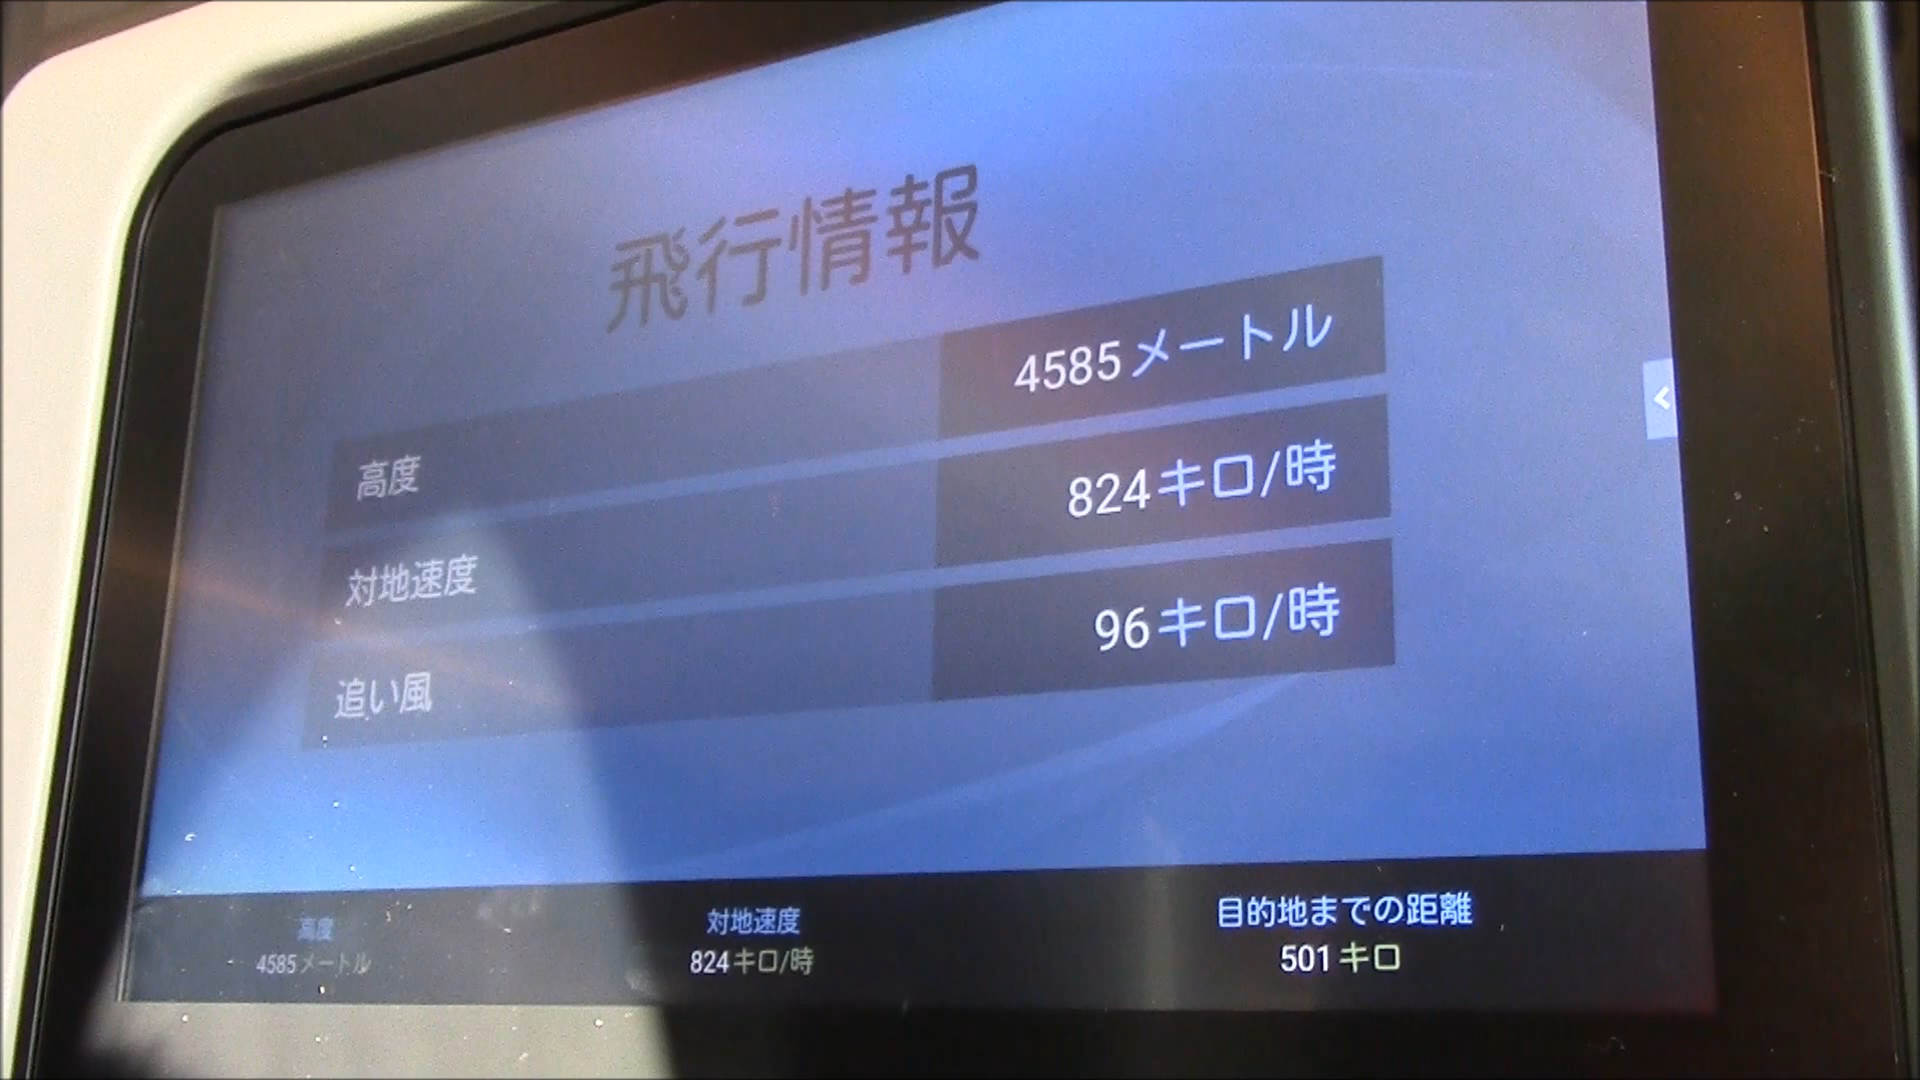 飛行情報
高度 4585メートル
対地速度 824キロ/時
追い風 96キロ/時
<
高度 対地速度 目的地までの距離
4585メートル 824キロ/時 501キロ